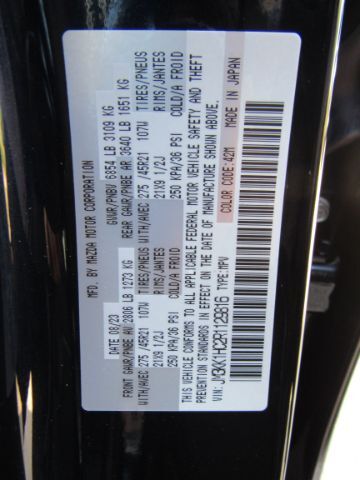 MFD. BY MAZDA MOTOR CORPORATION
DATE 08/23 GVWR/PNBV 6854 LB 3109 KG
FRONT GAWR/PNBE AV 2806 LB 1273 KG REAR GAWR/PNBE AR 3640 LB 1651 KG
WITH/AVEC 275 /45R21 107W TIRES/PNEUS WITH/AVEC 275 /45R21 107W TIRES/PNEUS
21X9 1/2J RIMS/JANTES 21X9 1/2J RIMS/JANTES
250 KPA/36 PSI COLD/A FROID 250 KPA/36 PSI COLD/A FROID
THIS VEHICLE CONFORMS TO ALL APPLICABLE FEDERAL MOTOR VEHICLE SAFETY AND THEFT
PREVENTION STANDARDS IN EFFECT ON THE DATE OF MANUFACTURE SHOWN ABOVE.
VIN: JM3KK1HC2R1129816 TYPE:MPV COLOR CODE:42M MADE IN JAPAN